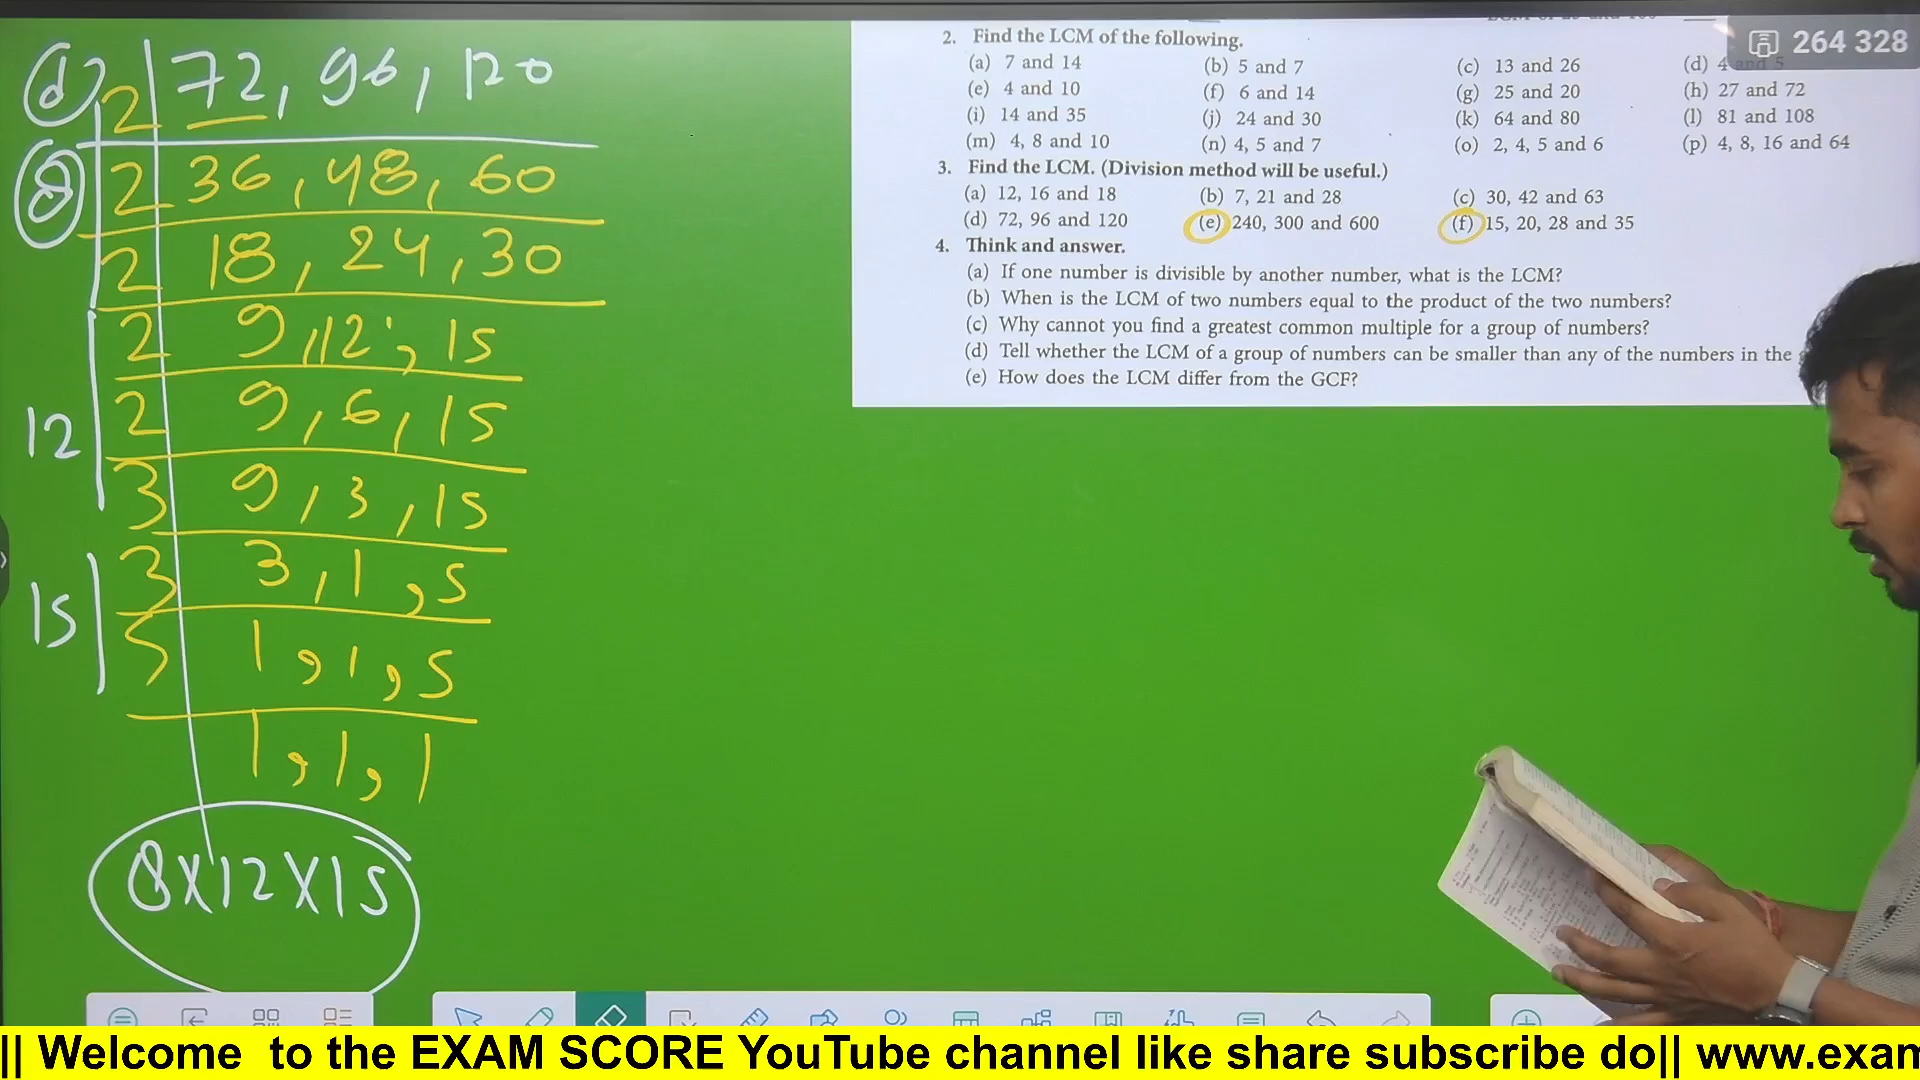 (d) 2 | 72, 96, 120
8 2 | 36, 48, 60
2 | 18, 24, 30
2 | 9, 12, 15
12 2 | 9, 6, 15
3 | 9, 3, 15
15 3 | 3, 1, 5
5 | 1, 1, 5
1, 1, 1
8X12X15
264 328
2. Find the LCM of the following.
(a) 7 and 14 (b) 5 and 7 (c) 13 and 26 (d) 4 and 5
(e) 4 and 10 (f) 6 and 14 (g) 25 and 20 (h) 27 and 72
(i) 14 and 35 (j) 24 and 30 (k) 64 and 80 (l) 81 and 108
(m) 4, 8 and 10 (n) 4, 5 and 7 (o) 2, 4, 5 and 6 (p) 4, 8, 16 and 64
3. Find the LCM. (Division method will be useful.)
(a) 12, 16 and 18 (b) 7, 21 and 28 (c) 30, 42 and 63
(d) 72, 96 and 120 (e) 240, 300 and 600 (f) 15, 20, 28 and 35
4. Think and answer.
(a) If one number is divisible by another number, what is the LCM?
(b) When is the LCM of two numbers equal to the product of the two numbers?
(c) Why cannot you find a greatest common multiple for a group of numbers?
(d) Tell whether the LCM of a group of numbers can be smaller than any of the numbers in the
(e) How does the LCM differ from the GCF?
|| Welcome to the EXAM SCORE YouTube channel like share subscribe do|| www.exam